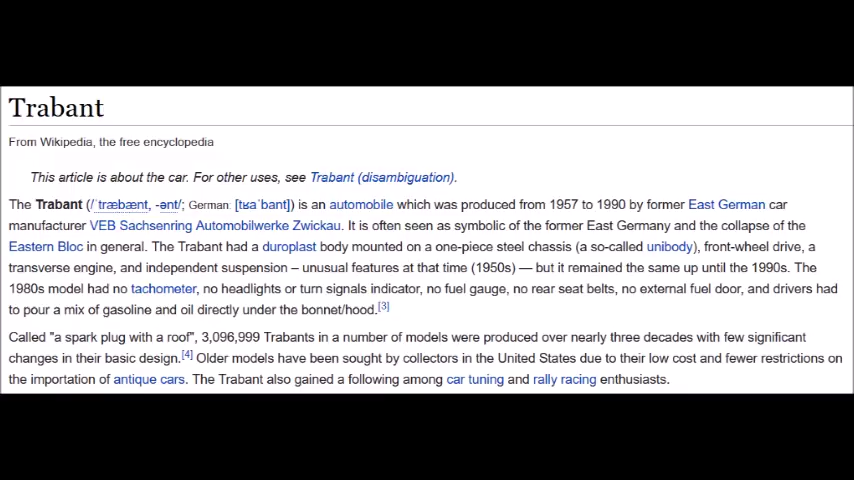 Trabant
From Wikipedia, the free encyclopedia
This article is about the car. For other uses, see Trabant (disambiguation).
The Trabant (/ˈtræbænt, -ənt/; German: [tʁaˈbant]) is an automobile which was produced from 1957 to 1990 by former East German car
manufacturer VEB Sachsenring Automobilwerke Zwickau. It is often seen as symbolic of the former East Germany and the collapse of the
Eastern Bloc in general. The Trabant had a duroplast body mounted on a one-piece steel chassis (a so-called unibody), front-wheel drive, a
transverse engine, and independent suspension – unusual features at that time (1950s) — but it remained the same up until the 1990s. The
1980s model had no tachometer, no headlights or turn signals indicator, no fuel gauge, no rear seat belts, no external fuel door, and drivers had
to pour a mix of gasoline and oil directly under the bonnet/hood.[3]
Called "a spark plug with a roof", 3,096,999 Trabants in a number of models were produced over nearly three decades with few significant
changes in their basic design.[4] Older models have been sought by collectors in the United States due to their low cost and fewer restrictions on
the importation of antique cars. The Trabant also gained a following among car tuning and rally racing enthusiasts.